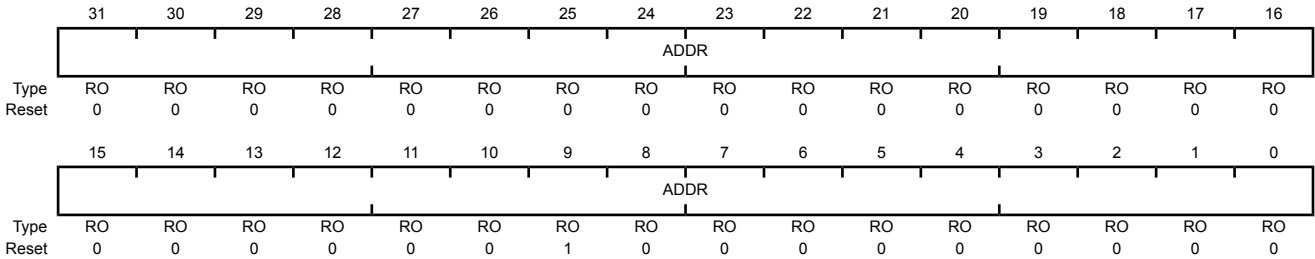 31 30 29 28 27 26 25 24 23 22 21 20 19 18 17 16
ADDR
Type RO RO RO RO RO RO RO RO RO RO RO RO RO RO RO RO
Reset 0 0 0 0 0 0 0 0 0 0 0 0 0 0 0 0
15 14 13 12 11 10 9 8 7 6 5 4 3 2 1 0
ADDR
Type RO RO RO RO RO RO RO RO RO RO RO RO RO RO RO RO
Reset 0 0 0 0 0 0 1 0 0 0 0 0 0 0 0 0